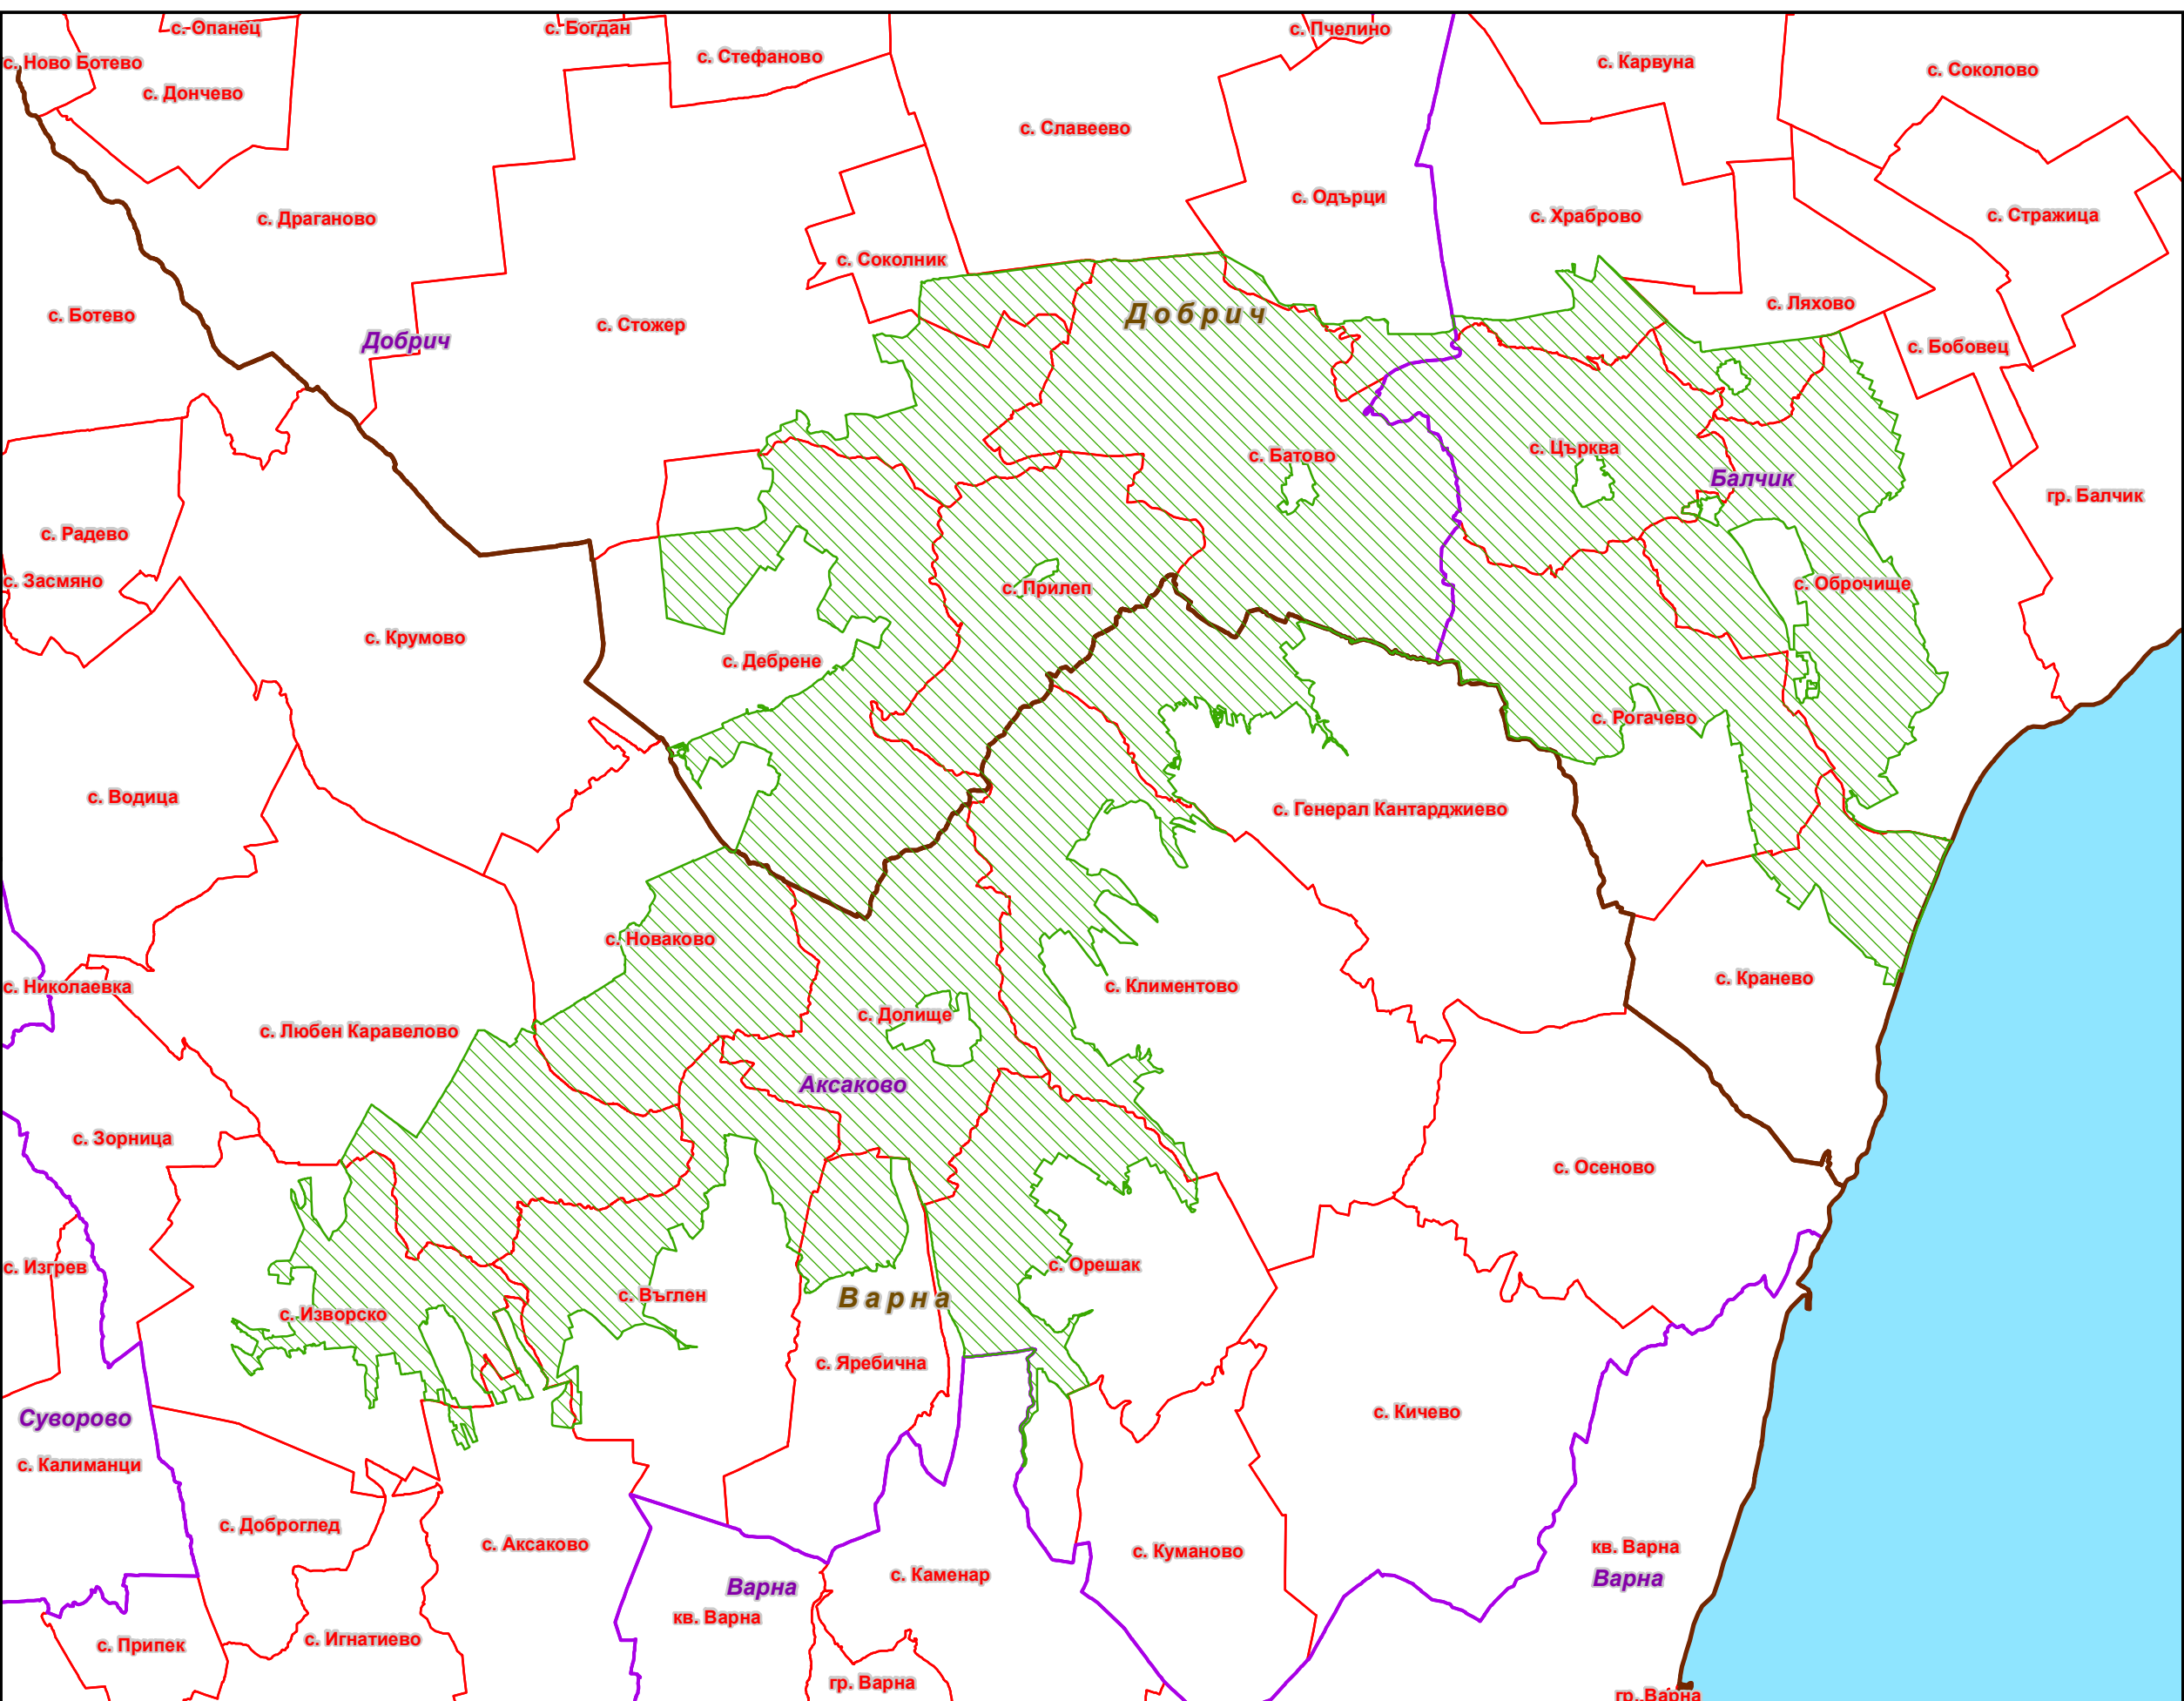 с. Опанец
с. Богдан
с. Пчелино
с. Стефаново
с. Ново Ботево
с. Карвуна
с. Соколово
с. Дончево
с. Славеево
с. Одърци
с. Храброво
с. Стражица
с. Драганово
с. Соколник
с. Ляхово
Добрич
с. Ботево
с. Стожер
Добрич
с. Бобовец
с. Църква
с. Батово
Балчик
гр. Балчик
с. Радево
с. Засмяно
с. Прилеп
с. Оброчище
с. Крумово
с. Дебрене
с. Рогачево
с. Водица
с. Генерал Кантарджиево
с. Новаково
с. Кранево
с. Николаевка
с. Климентово
с. Долище
с. Любен Каравелово
Аксаково
с. Зорница
с. Осеново
с. Изгрев
с. Орешак
с. Въглен
Варна
с. Изворско
с. Яребична
с. Кичево
Суворово
с. Калиманци
с. Доброглед
с. Аксаково
с. Куманово
кв. Варна
Варна
с. Каменар
Варна
кв. Варна
с. Припек
с. Игнатиево
гр. Варна
гр. Варна